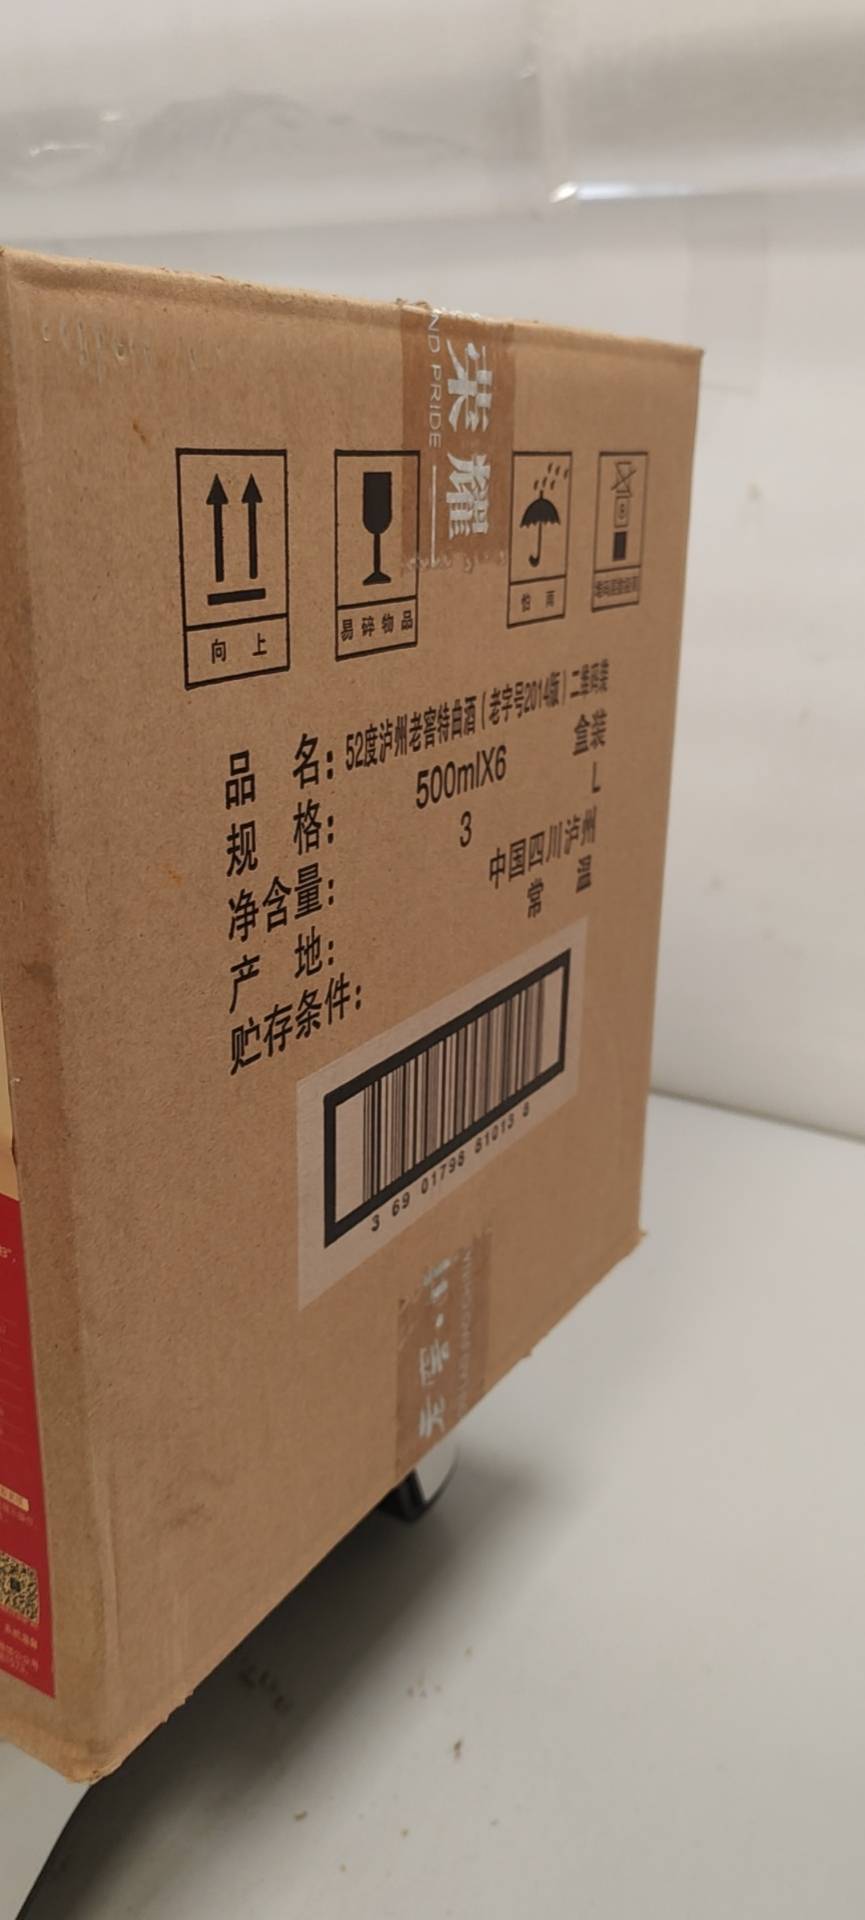 荣耀
ND PRIDE
向 上
易碎物品
怕 雨
8
品 名：52度泸州老窖特曲酒（老字号2014版）二维码装
规 格：500mlX6 盒装
净含量：3 L
产 地：中国四川泸州
贮存条件：常 温
3 69 01798 81013 8
老窖·